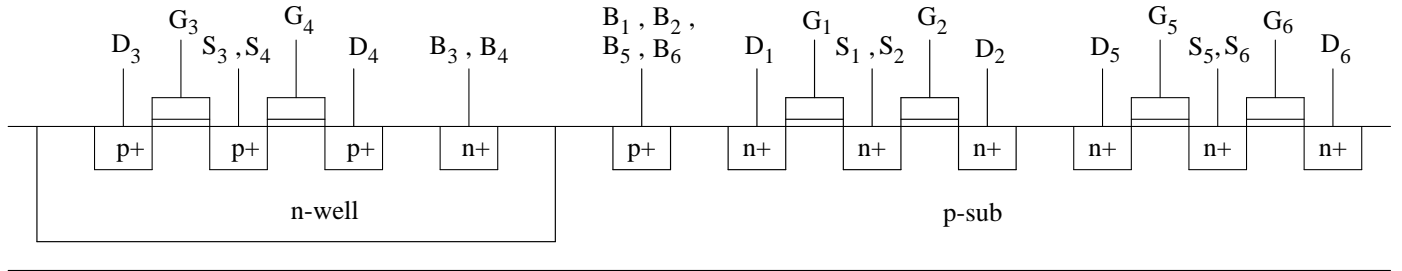 G₃ G₄ B₁ , B₂ , G₁ G₂ G₅ G₆
D₃ S₃ , S₄ D₄ B₃ , B₄ B₅ , B₆ D₁ S₁ , S₂ D₂ D₅ S₅, S₆ D₆
p+ p+ p+ n+ p+ n+ n+ n+ n+ n+ n+
n-well p-sub